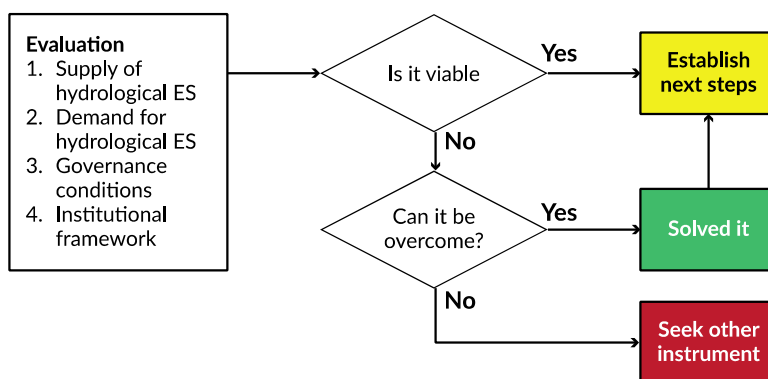 Evaluation
1. Supply of
hydrological ES
2. Demand for
hydrological ES
3. Governance
conditions
4. Institutional
framework
Is it viable
Yes
Establish
next steps
No
Can it be
overcome?
Yes
Solved it
No
Seek other
instrument